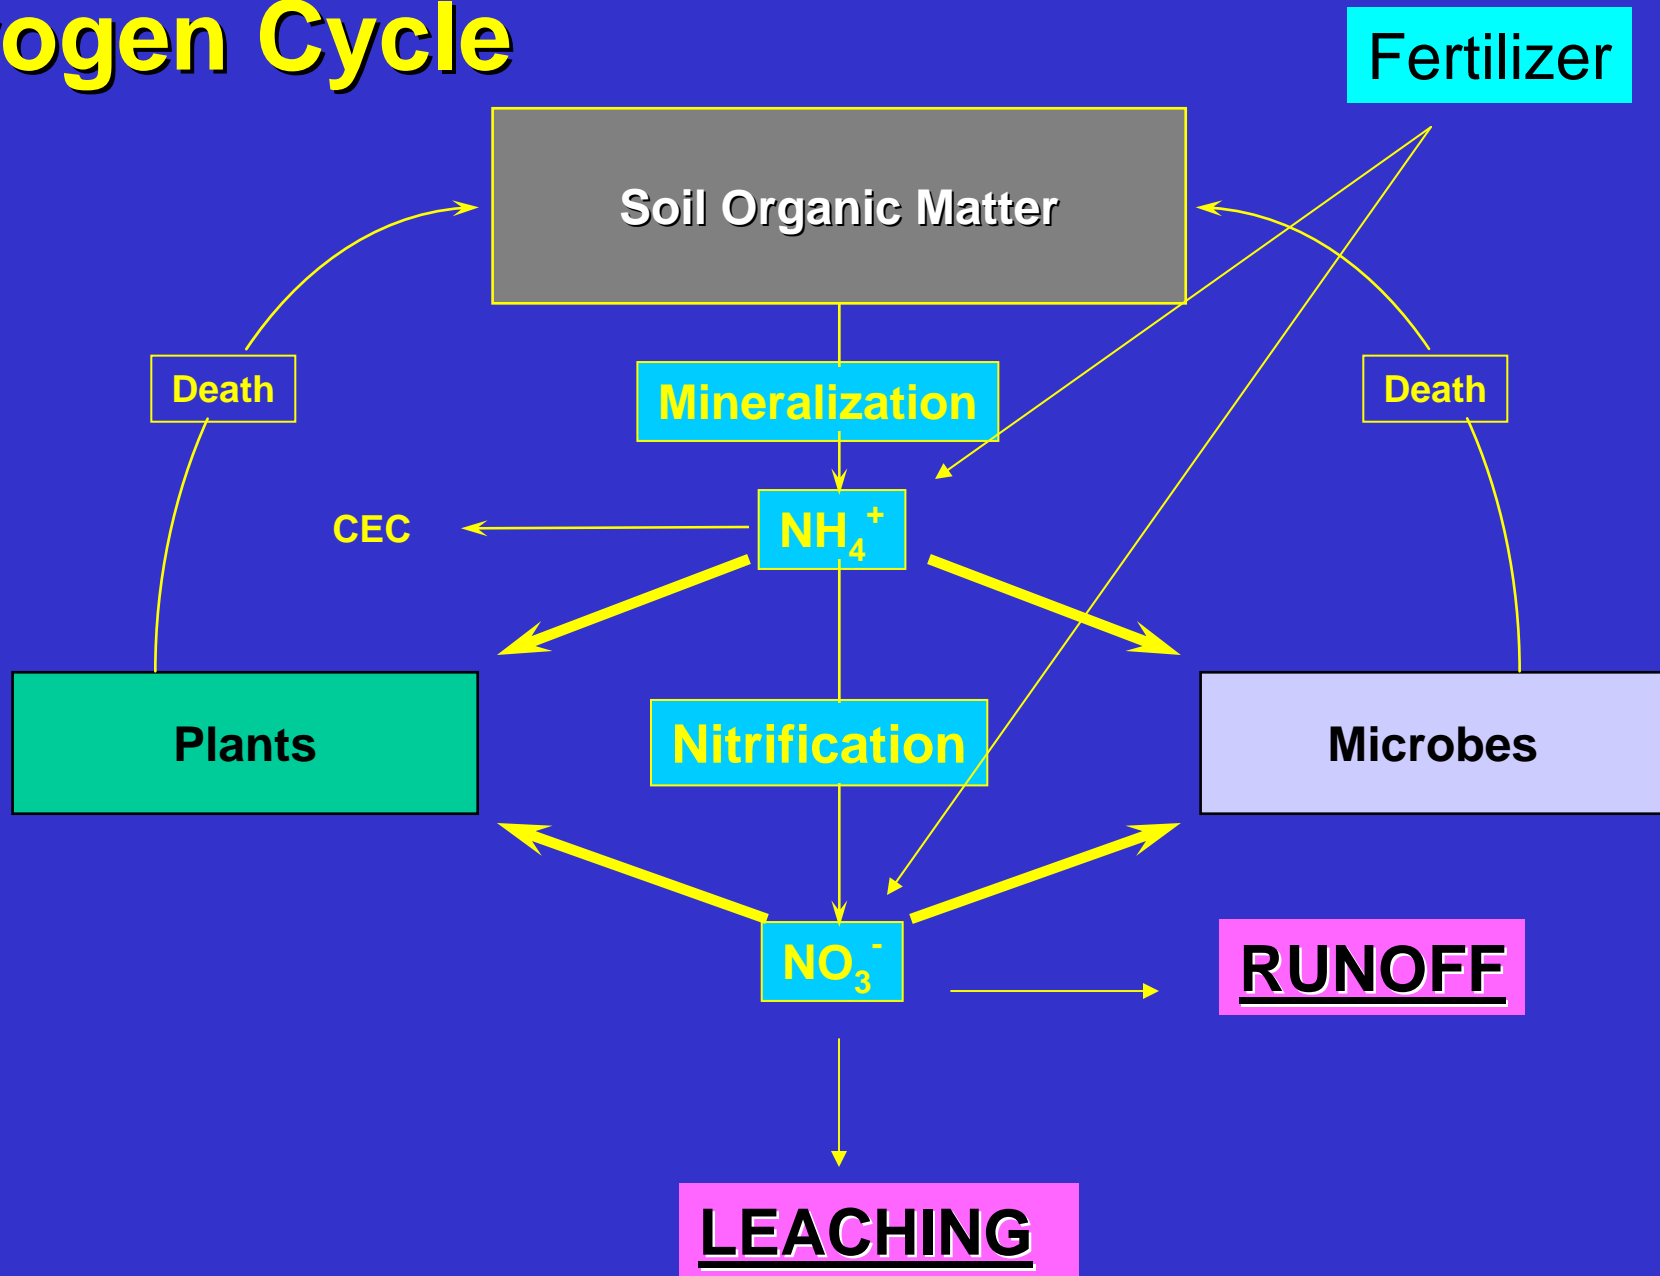 ogen Cycle
Fertilizer
Soil Organic Matter
Death
Mineralization
Death
CEC
NH4+
Plants
Nitrification
Microbes
NO3-
RUNOFF
LEACHING